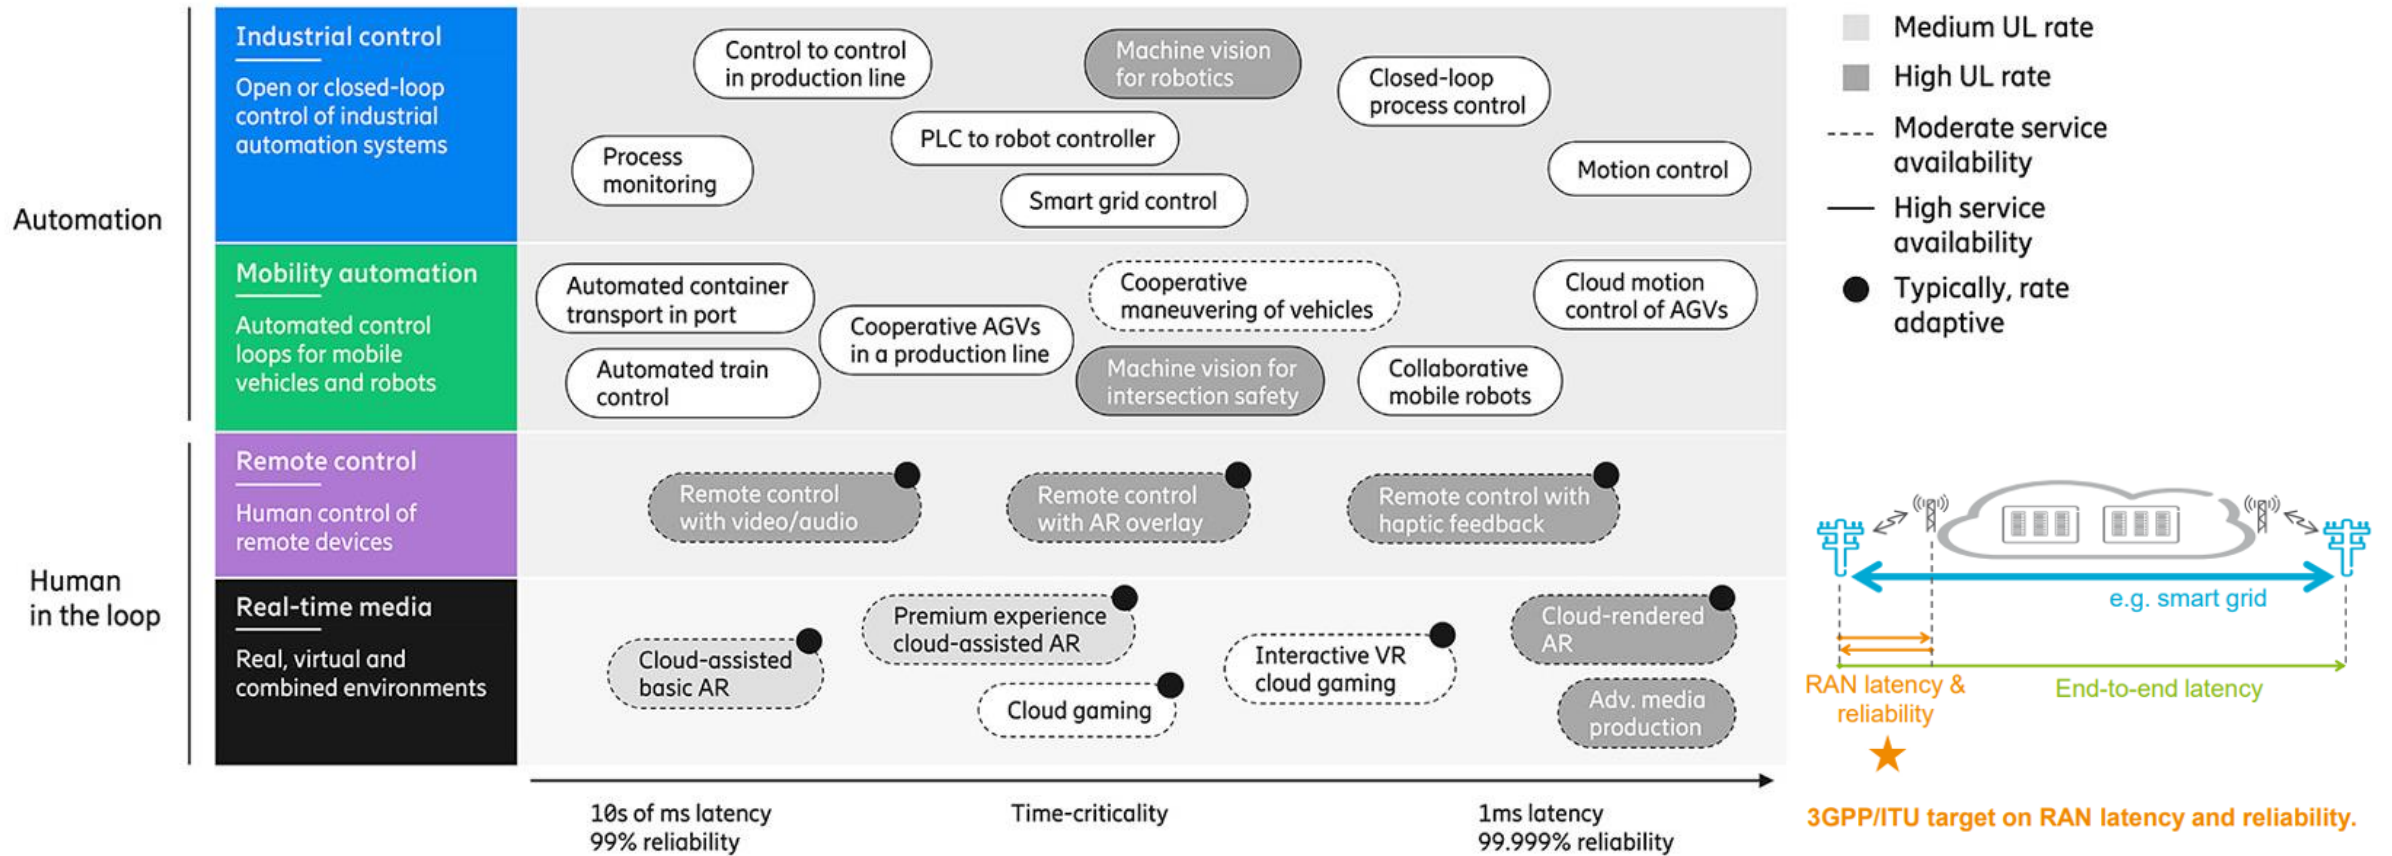 Automation
Human
in the loop
Industrial control
Open or closed-loop
control of industrial
automation systems
Control to control
in production line
Machine vision
for robotics
Closed-loop
process control
PLC to robot controller
Process
monitoring
Motion control
Smart grid control
Mobility automation
Automated control
loops for mobile
vehicles and robots
Automated container
transport in port
Cooperative AGVs
in a production line
Cooperative
maneuvering of vehicles
Cloud motion
control of AGVs
Automated train
control
Machine vision for
intersection safety
Collaborative
mobile robots
Remote control
Human control of
remote devices
Remote control
with video/audio
Remote control
with AR overlay
Remote control with
haptic feedback
Real-time media
Real, virtual and
combined environments
Cloud-assisted
basic AR
Premium experience
cloud-assisted AR
Cloud gaming
Interactive VR
cloud gaming
Cloud-rendered
AR
Adv. media
production
10s of ms latency
99% reliability
Time-criticality
1ms latency
99.999% reliability
Medium UL rate
High UL rate
Moderate service
availability
High service
availability
Typically, rate
adaptive
e.g. smart grid
RAN latency &
reliability
End-to-end latency
3GPP/ITU target on RAN latency and reliability.